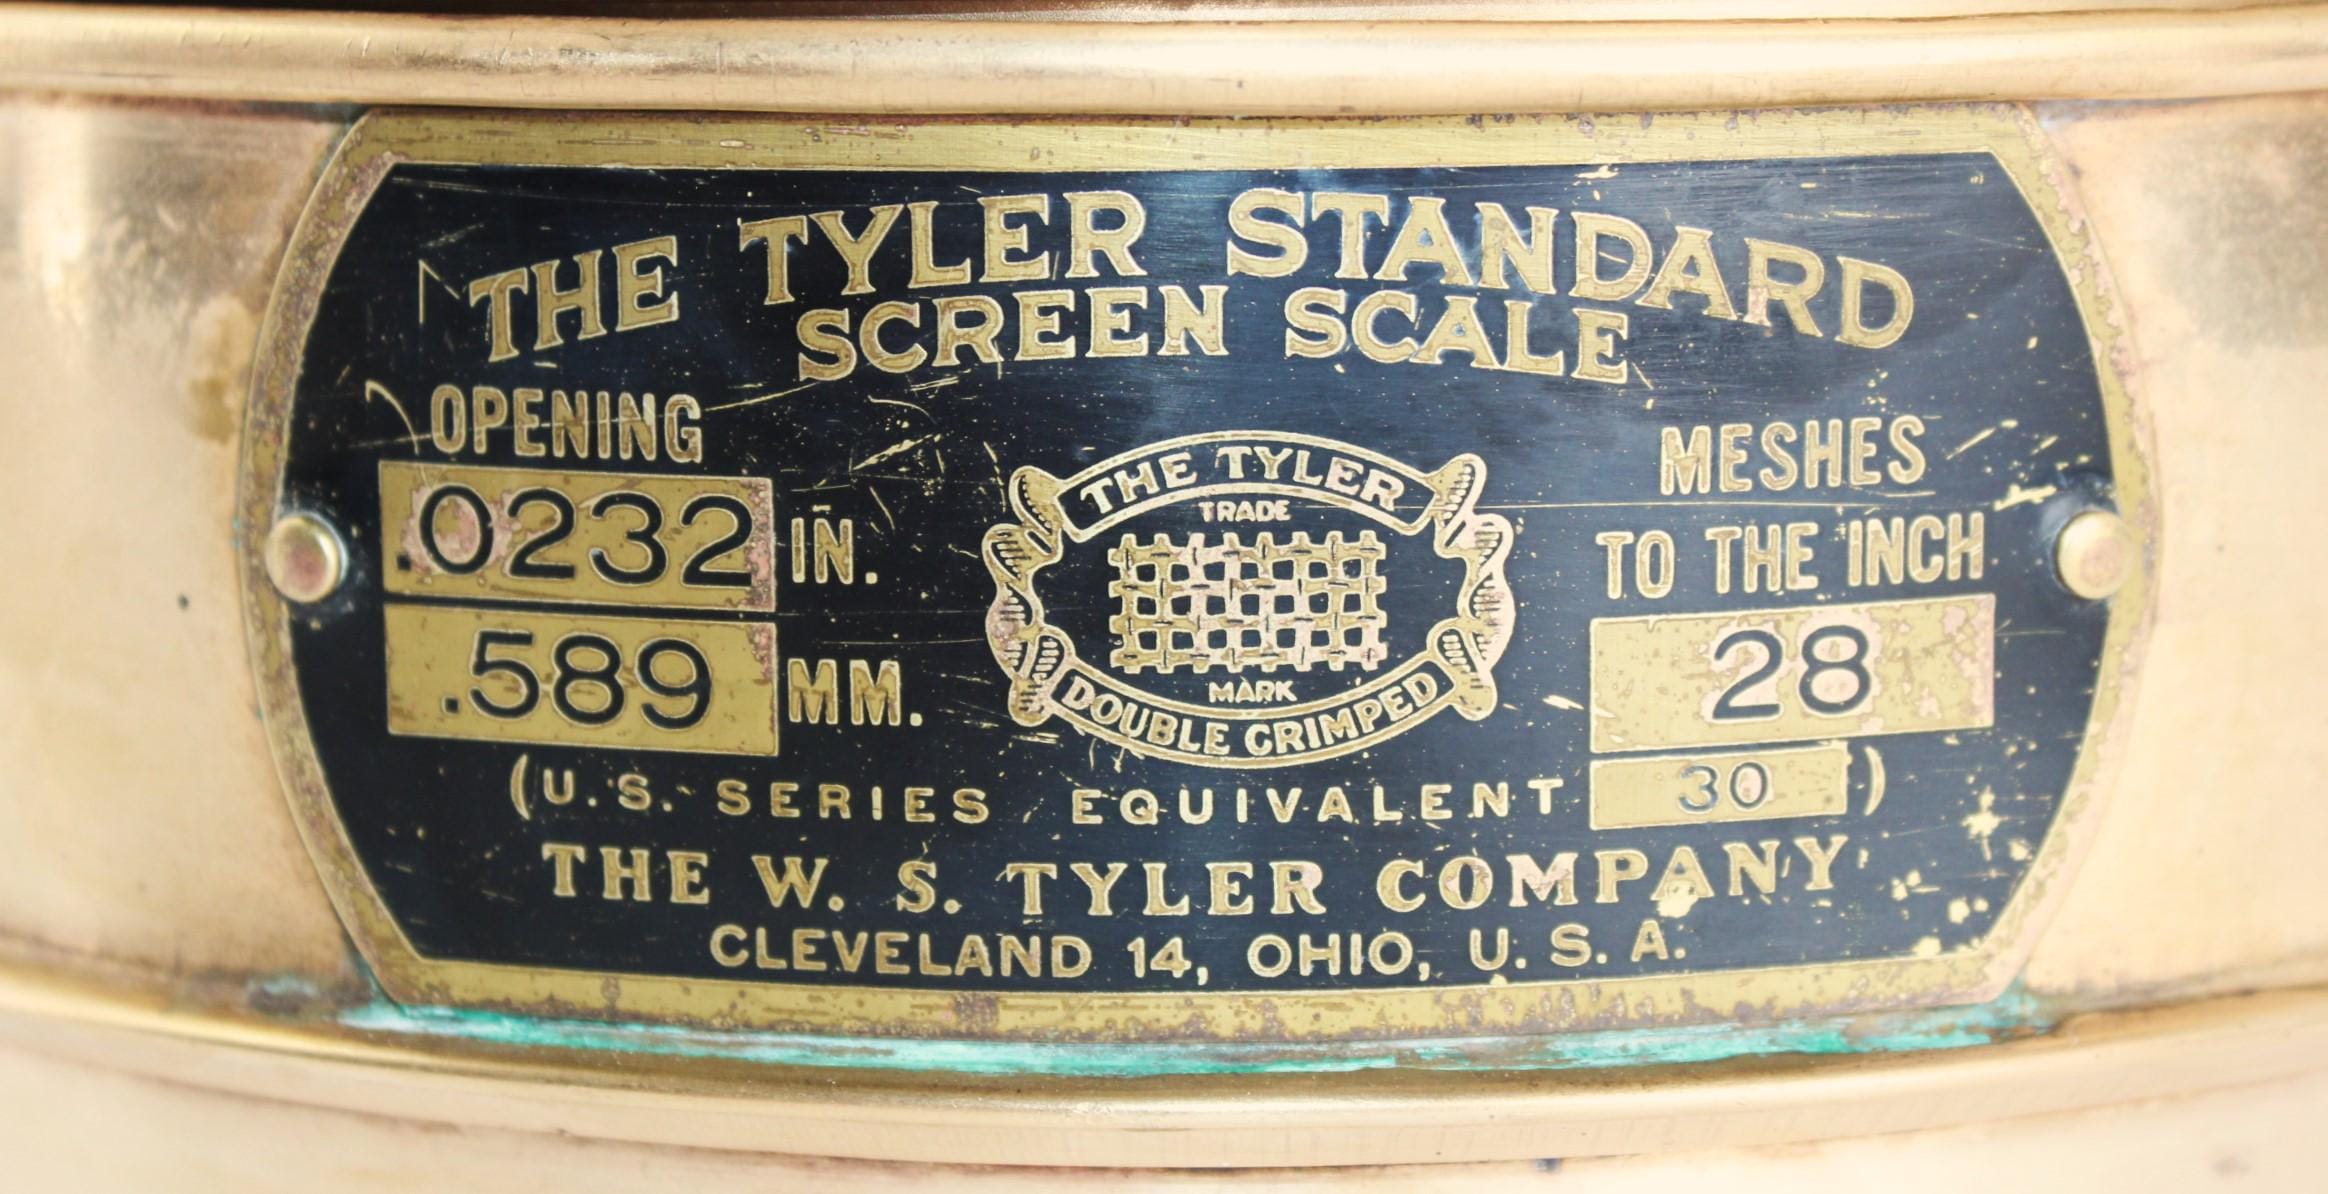 THE TYLER STANDARD
SCREEN SCALE
OPENING
.0232 IN.
.589 MM.
THE TYLER
TRADE
MARK
DOUBLE CRIMPED
MESHES
TO THE INCH
28
(U.S. SERIES EQUIVALENT 30)
THE W. S. TYLER COMPANY
CLEVELAND 14, OHIO, U. S. A.